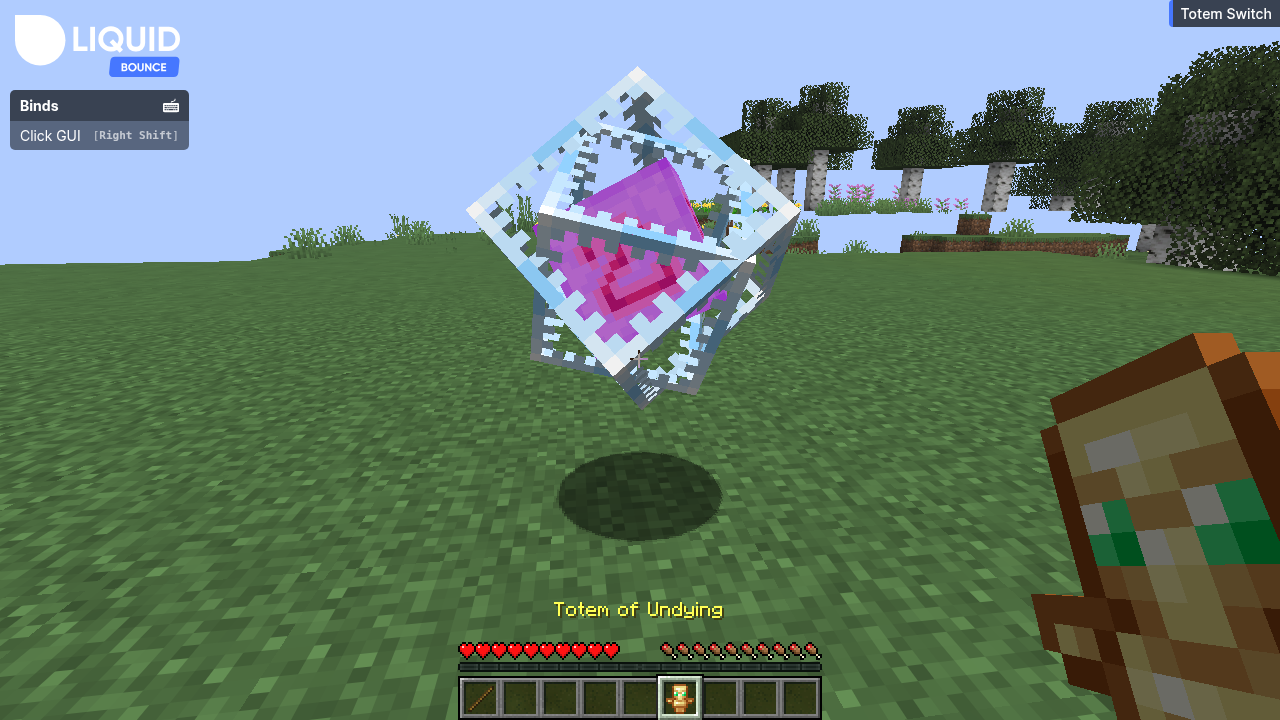 LIQUID
BOUNCE
Totem Switch
Binds
Click GUI [Right Shift]
Totem of Undying